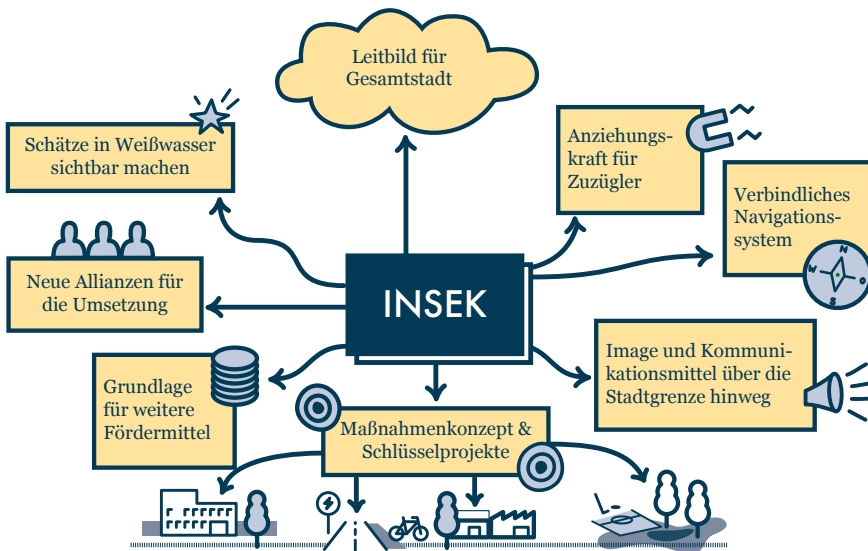 Leitbild für
Gesamtstadt
Schätze in Weißwasser
sichtbar machen
Anziehungs-
kraft für
Zuzügler
Verbindliches
Navigations-
system
N
W
O
S
Neue Allianzen für
die Umsetzung
INSEK
Grundlage
für weitere
Fördermittel
Image und Kommuni-
kationsmittel über die
Stadtgrenze hinweg
Maßnahmenkonzept &
Schlüsselprojekte